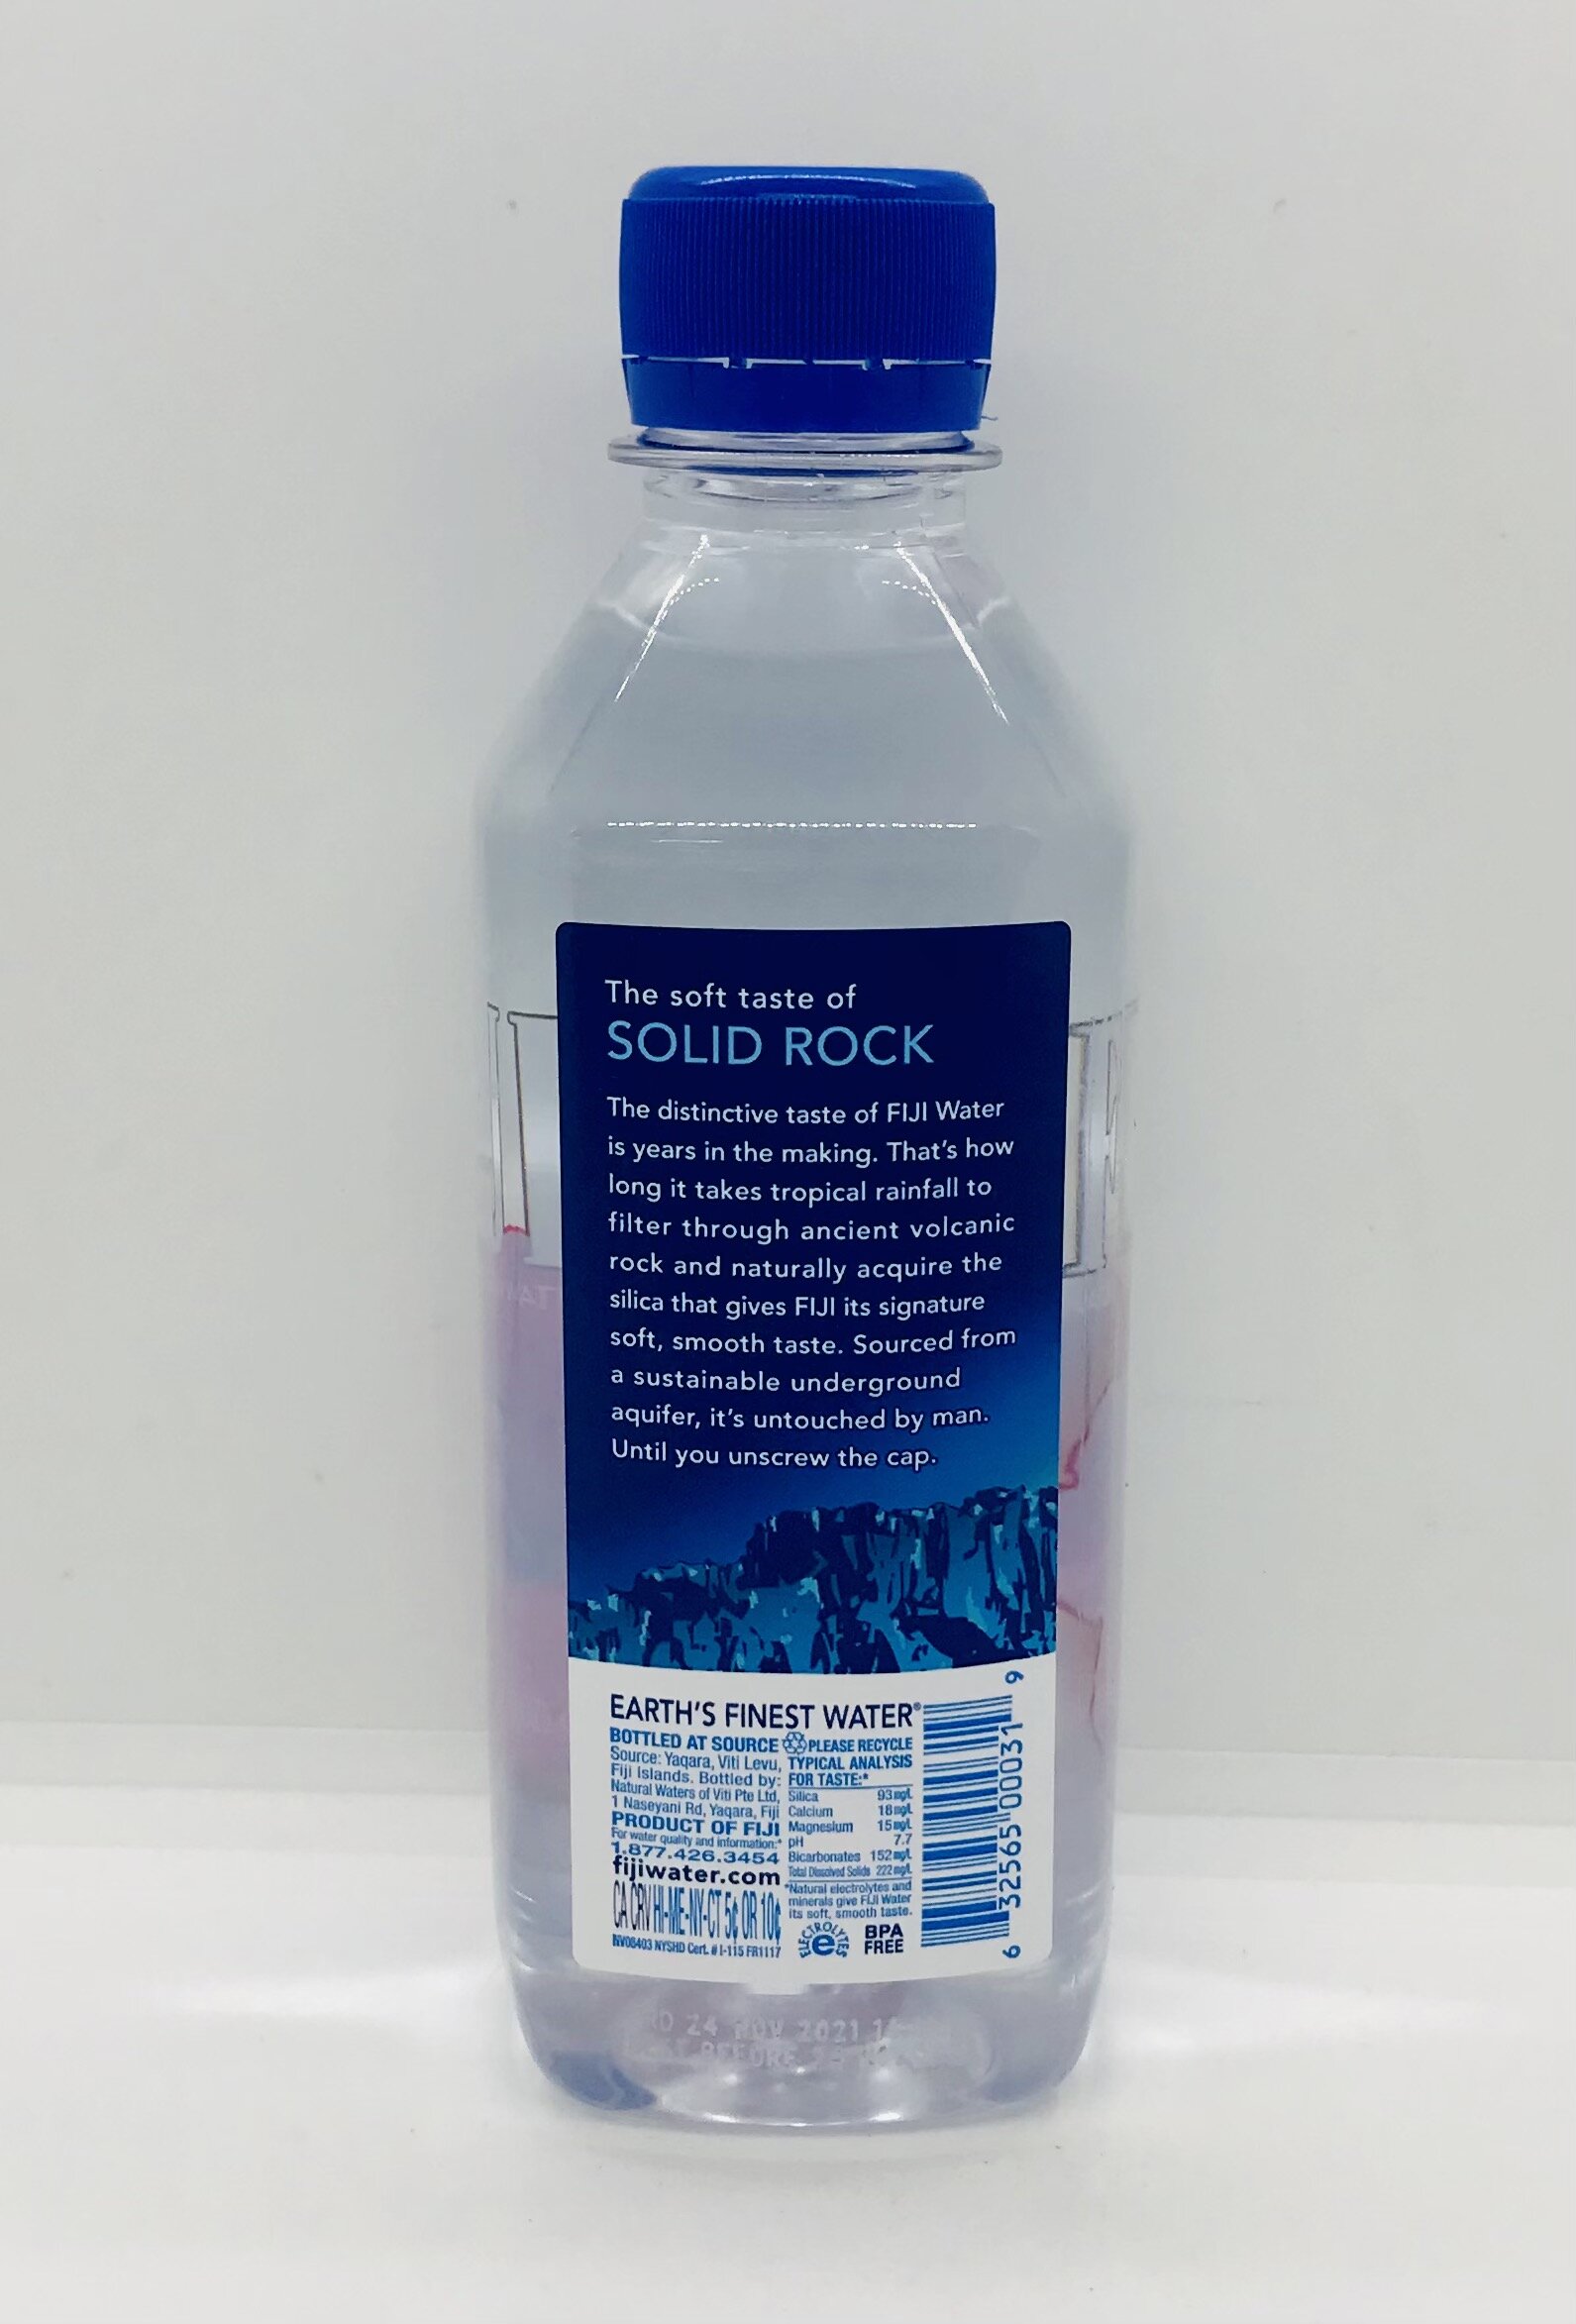 The soft taste of
SOLID ROCK
The distinctive taste of FIJI Water
is years in the making. That's how
long it takes tropical rainfall to
filter through ancient volcanic
rock and naturally acquire the
silica that gives FIJI its signature
soft, smooth taste. Sourced from
a sustainable underground
aquifer, it's untouched by man.
Until you unscrew the cap.
EARTH'S FINEST WATER®
BOTTLED AT SOURCE
Source: Yaqara, Viti Levu,
Fiji Islands. Bottled by:
Natural Waters of Viti Pte Ltd,
1 Naseyani Rd, Yaqara, Fiji
PRODUCT OF FIJI
For water quality and information:*
1.877.426.3454
fijiwater.com
CA CRV HI-ME-NY-CT 5¢ OR 10¢
NV08403 NYSHD Cert. # I-115 FR1117
PLEASE RECYCLE
TYPICAL ANALYSIS
FOR TASTE:*
Silica 93mg/L
Calcium 18mg/L
Magnesium 15mg/L
pH 7.7
Bicarbonates 152mg/L
Total Dissolved Solids 222mg/L
*Natural electrolytes and
minerals give FIJI Water
its soft, smooth taste.
ELECTROLYTES
e
BPA
FREE
6 32565 00031 9
24 NOV 2021
BEFORE